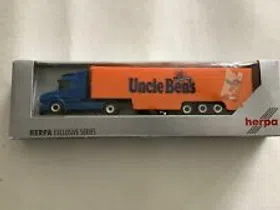 Uncle Ben's
herpa
HERPA EXCLUSIVE SERIES